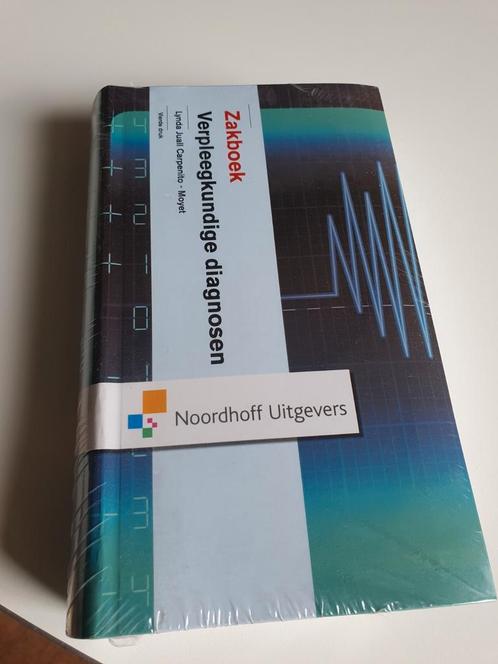 Zakboek
Verpleegkundige diagnosen
Lynda Juall Carpenito - Moyet
Vierde druk
Noordhoff Uitgevers